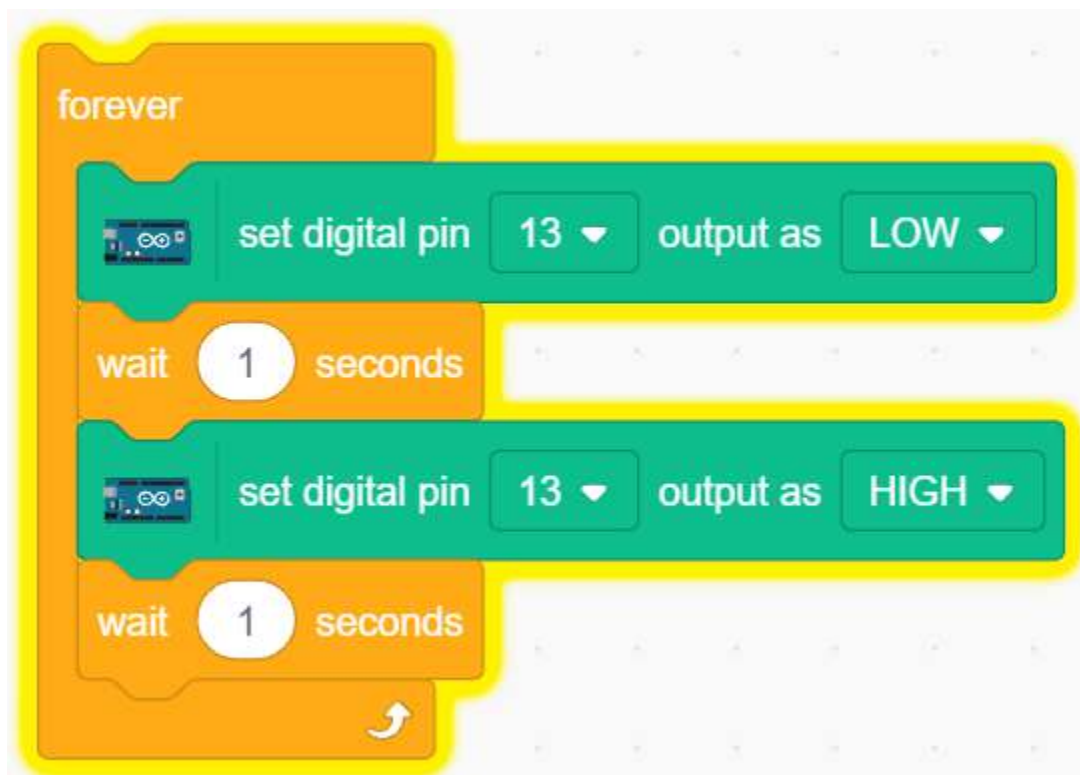 forever
set digital pin 13 output as LOW
wait 1 seconds
set digital pin 13 output as HIGH
wait 1 seconds